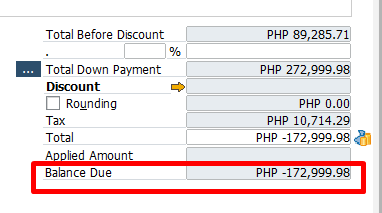 Total Before Discount PHP 89,285.71
. %
... Total Down Payment PHP 272,999.98
Discount
Rounding PHP 0.00
Tax PHP 10,714.29
Total PHP -172,999.98
Applied Amount
Balance Due PHP -172,999.98